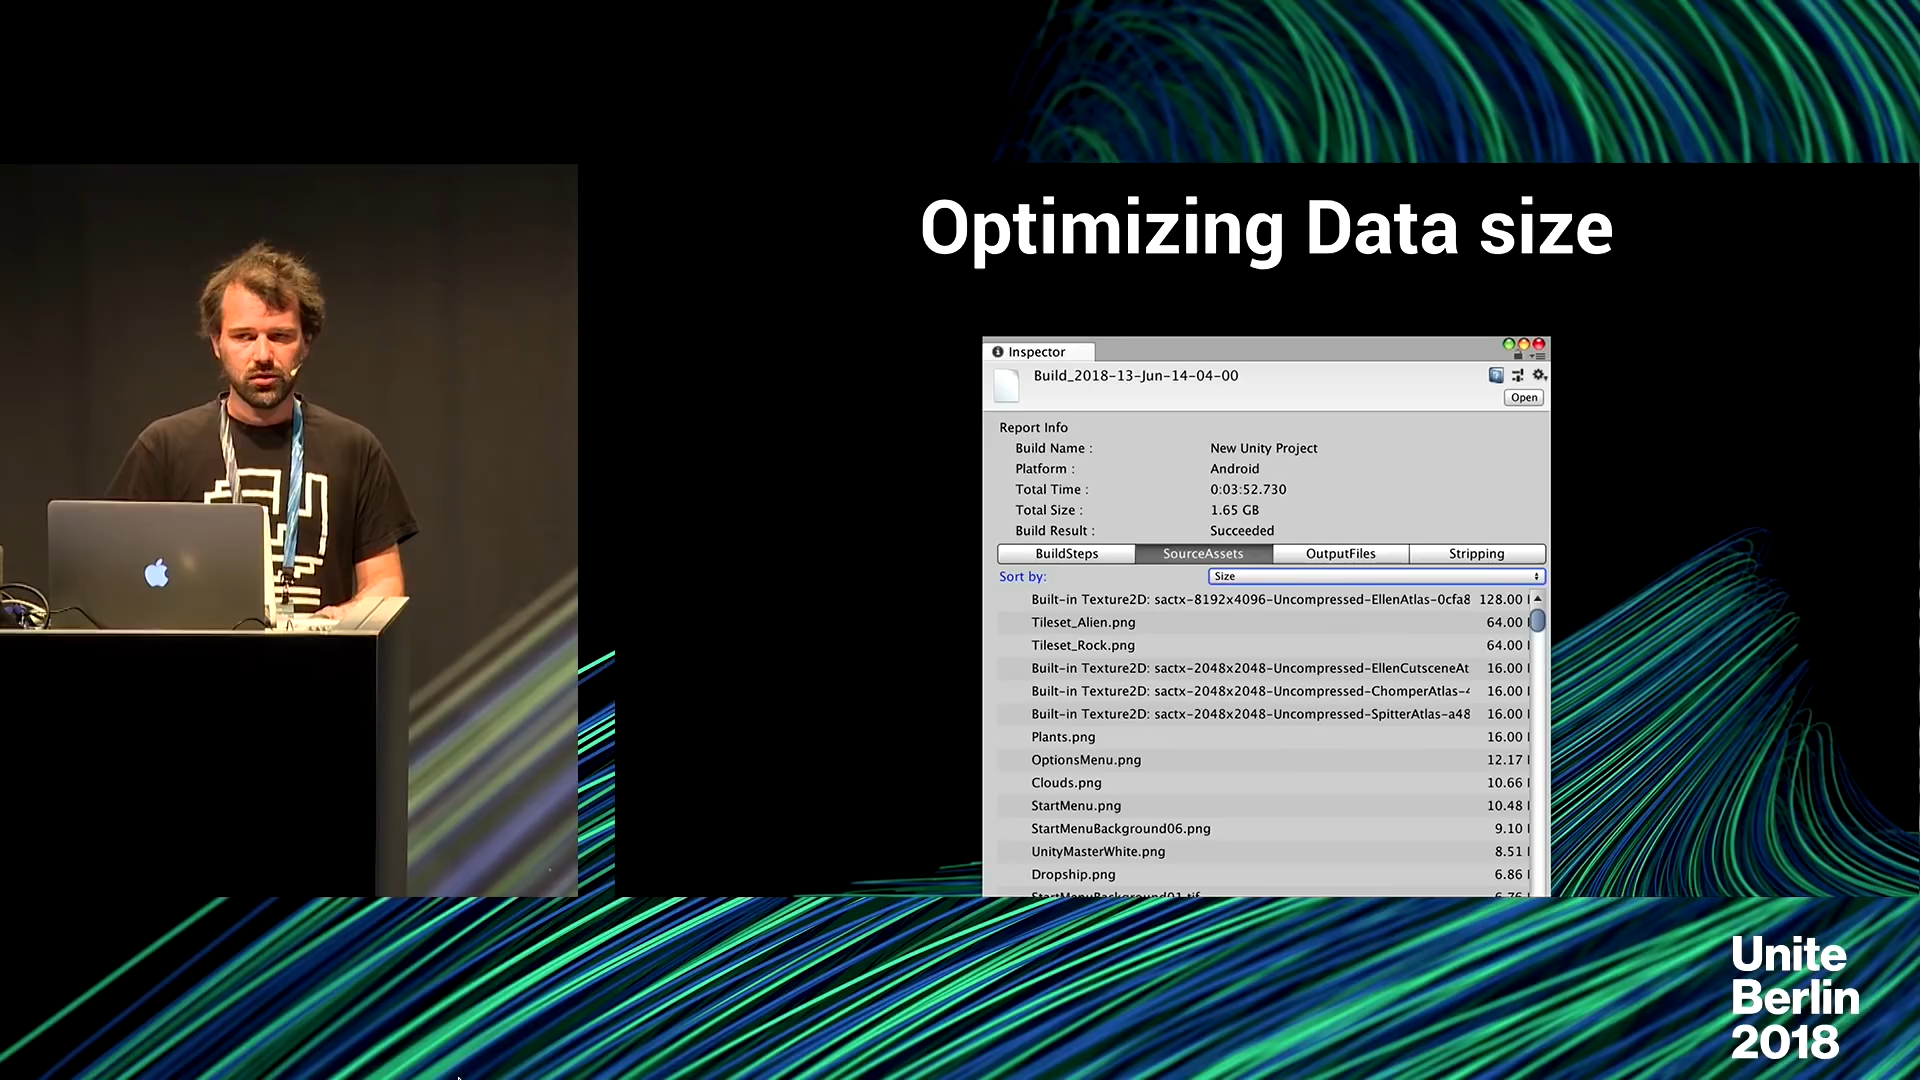 Optimizing Data size
Inspector
Build_2018-13-Jun-14-04-00
Open
Report Info
Build Name : New Unity Project
Platform : Android
Total Time : 0:03:52.730
Total Size : 1.65 GB
Build Result : Succeeded
BuildSteps SourceAssets OutputFiles Stripping
Sort by: Size
Built-in Texture2D: sactx-8192x4096-Uncompressed-EllenAtlas-0cfa8 128.00
Tileset_Alien.png 64.00
Tileset_Rock.png 64.00
Built-in Texture2D: sactx-2048x2048-Uncompressed-EllenCutsceneAt 16.00
Built-in Texture2D: sactx-2048x2048-Uncompressed-ChomperAtlas-4 16.00
Built-in Texture2D: sactx-2048x2048-Uncompressed-SpitterAtlas-a48 16.00
Plants.png 16.00
OptionsMenu.png 12.17
Clouds.png 10.66
StartMenu.png 10.48
StartMenuBackground06.png 9.10
UnityMasterWhite.png 8.51
Dropship.png 6.86
StartMenuBackground01.tif 6.76
Unite
Berlin
2018